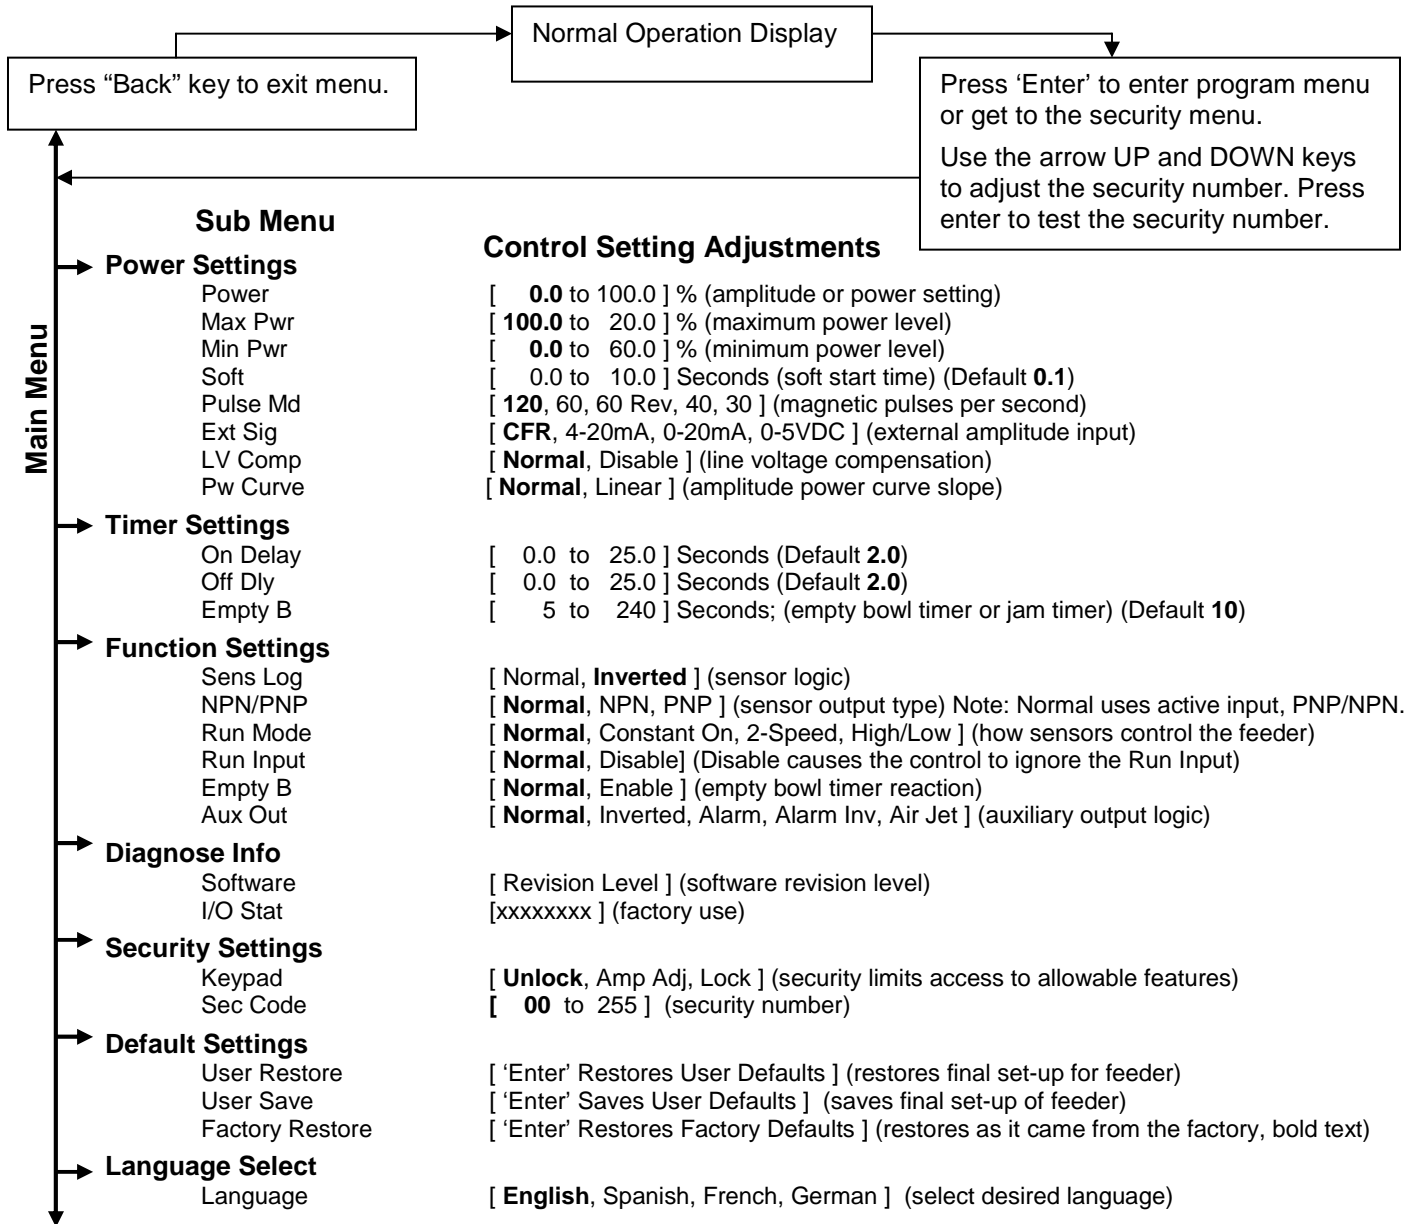 Normal Operation Display
Press “Back” key to exit menu.
Press ‘Enter’ to enter program menu
or get to the security menu.
Use the arrow UP and DOWN keys
to adjust the security number. Press
enter to test the security number.
Main Menu
Sub Menu
Control Setting Adjustments
Power Settings
Power [ 0.0 to 100.0 ] % (amplitude or power setting)
Max Pwr [ 100.0 to 20.0 ] % (maximum power level)
Min Pwr [ 0.0 to 60.0 ] % (minimum power level)
Soft [ 0.0 to 10.0 ] Seconds (soft start time) (Default 0.1)
Pulse Md [ 120, 60, 60 Rev, 40, 30 ] (magnetic pulses per second)
Ext Sig [ CFR, 4-20mA, 0-20mA, 0-5VDC ] (external amplitude input)
LV Comp [ Normal, Disable ] (line voltage compensation)
Pw Curve [ Normal, Linear ] (amplitude power curve slope)
Timer Settings
On Delay [ 0.0 to 25.0 ] Seconds (Default 2.0)
Off Dly [ 0.0 to 25.0 ] Seconds (Default 2.0)
Empty B [ 5 to 240 ] Seconds; (empty bowl timer or jam timer) (Default 10)
Function Settings
Sens Log [ Normal, Inverted ] (sensor logic)
NPN/PNP [ Normal, NPN, PNP ] (sensor output type) Note: Normal uses active input, PNP/NPN.
Run Mode [ Normal, Constant On, 2-Speed, High/Low ] (how sensors control the feeder)
Run Input [ Normal, Disable] (Disable causes the control to ignore the Run Input)
Empty B [ Normal, Enable ] (empty bowl timer reaction)
Aux Out [ Normal, Inverted, Alarm, Alarm Inv, Air Jet ] (auxiliary output logic)
Diagnose Info
Software [ Revision Level ] (software revision level)
I/O Stat [xxxxxxxx ] (factory use)
Security Settings
Keypad [ Unlock, Amp Adj, Lock ] (security limits access to allowable features)
Sec Code [ 00 to 255 ] (security number)
Default Settings
User Restore [ ‘Enter’ Restores User Defaults ] (restores final set-up for feeder)
User Save [ ‘Enter’ Saves User Defaults ] (saves final set-up of feeder)
Factory Restore [ ‘Enter’ Restores Factory Defaults ] (restores as it came from the factory, bold text)
Language Select
Language [ English, Spanish, French, German ] (select desired language)